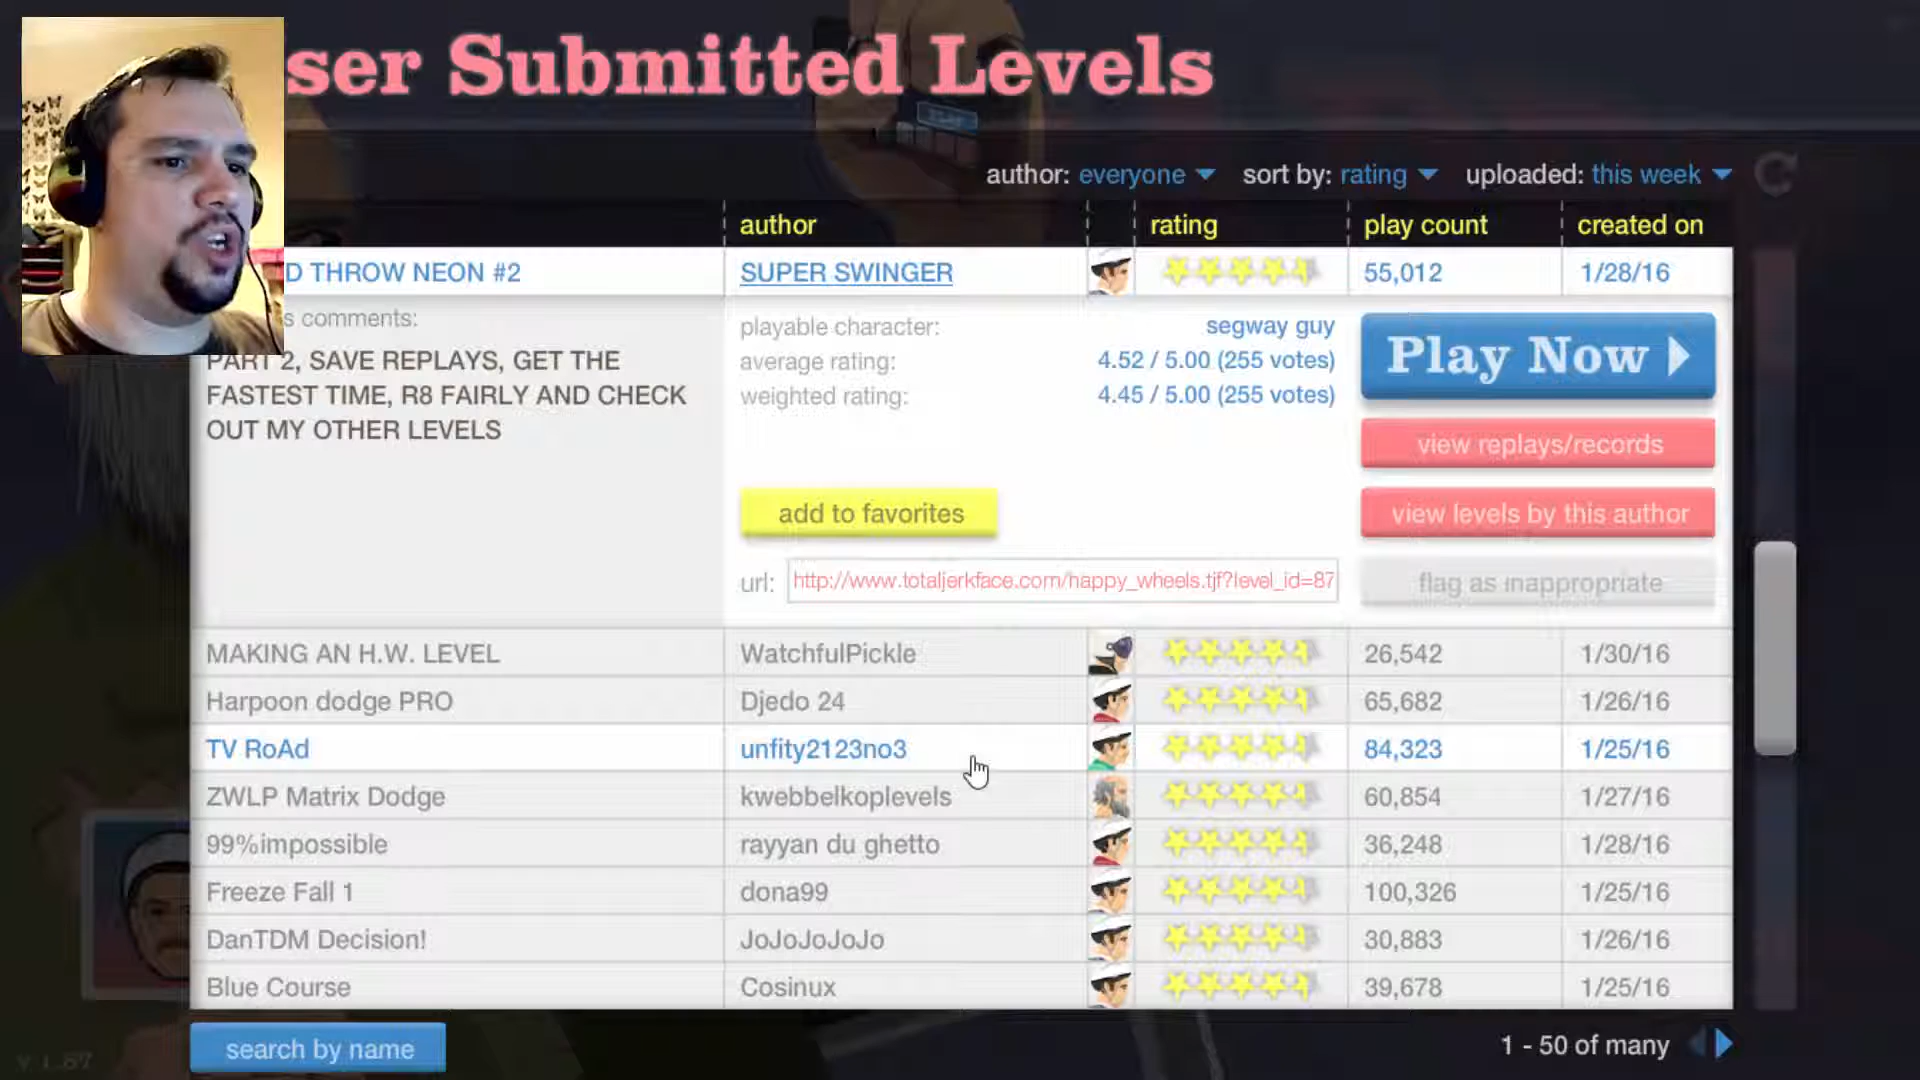 ser Submitted Levels
author: everyone sort by: rating uploaded: this week
author rating play count created on
D THROW NEON #2 SUPER SWINGER 55,012 1/28/16
s comments:
PART 2, SAVE REPLAYS, GET THE
FASTEST TIME, R8 FAIRLY AND CHECK
OUT MY OTHER LEVELS
playable character: segway guy
average rating: 4.52 / 5.00 (255 votes)
weighted rating: 4.45 / 5.00 (255 votes)
add to favorites
url: http://www.totaljerkface.com/happy_wheels.tjf?level_id=87
Play Now
view replays/records
view levels by this author
flag as inappropriate
MAKING AN H.W. LEVEL WatchfulPickle 26,542 1/30/16
Harpoon dodge PRO Djedo 24 65,682 1/26/16
TV RoAd unfity2123no3 84,323 1/25/16
ZWLP Matrix Dodge kwebbelkoplevels 60,854 1/27/16
99%impossible rayyan du ghetto 36,248 1/28/16
Freeze Fall 1 dona99 100,326 1/25/16
DanTDM Decision! JoJoJoJoJo 30,883 1/26/16
Blue Course Cosinux 39,678 1/25/16
search by name
1 - 50 of many
v 1.87